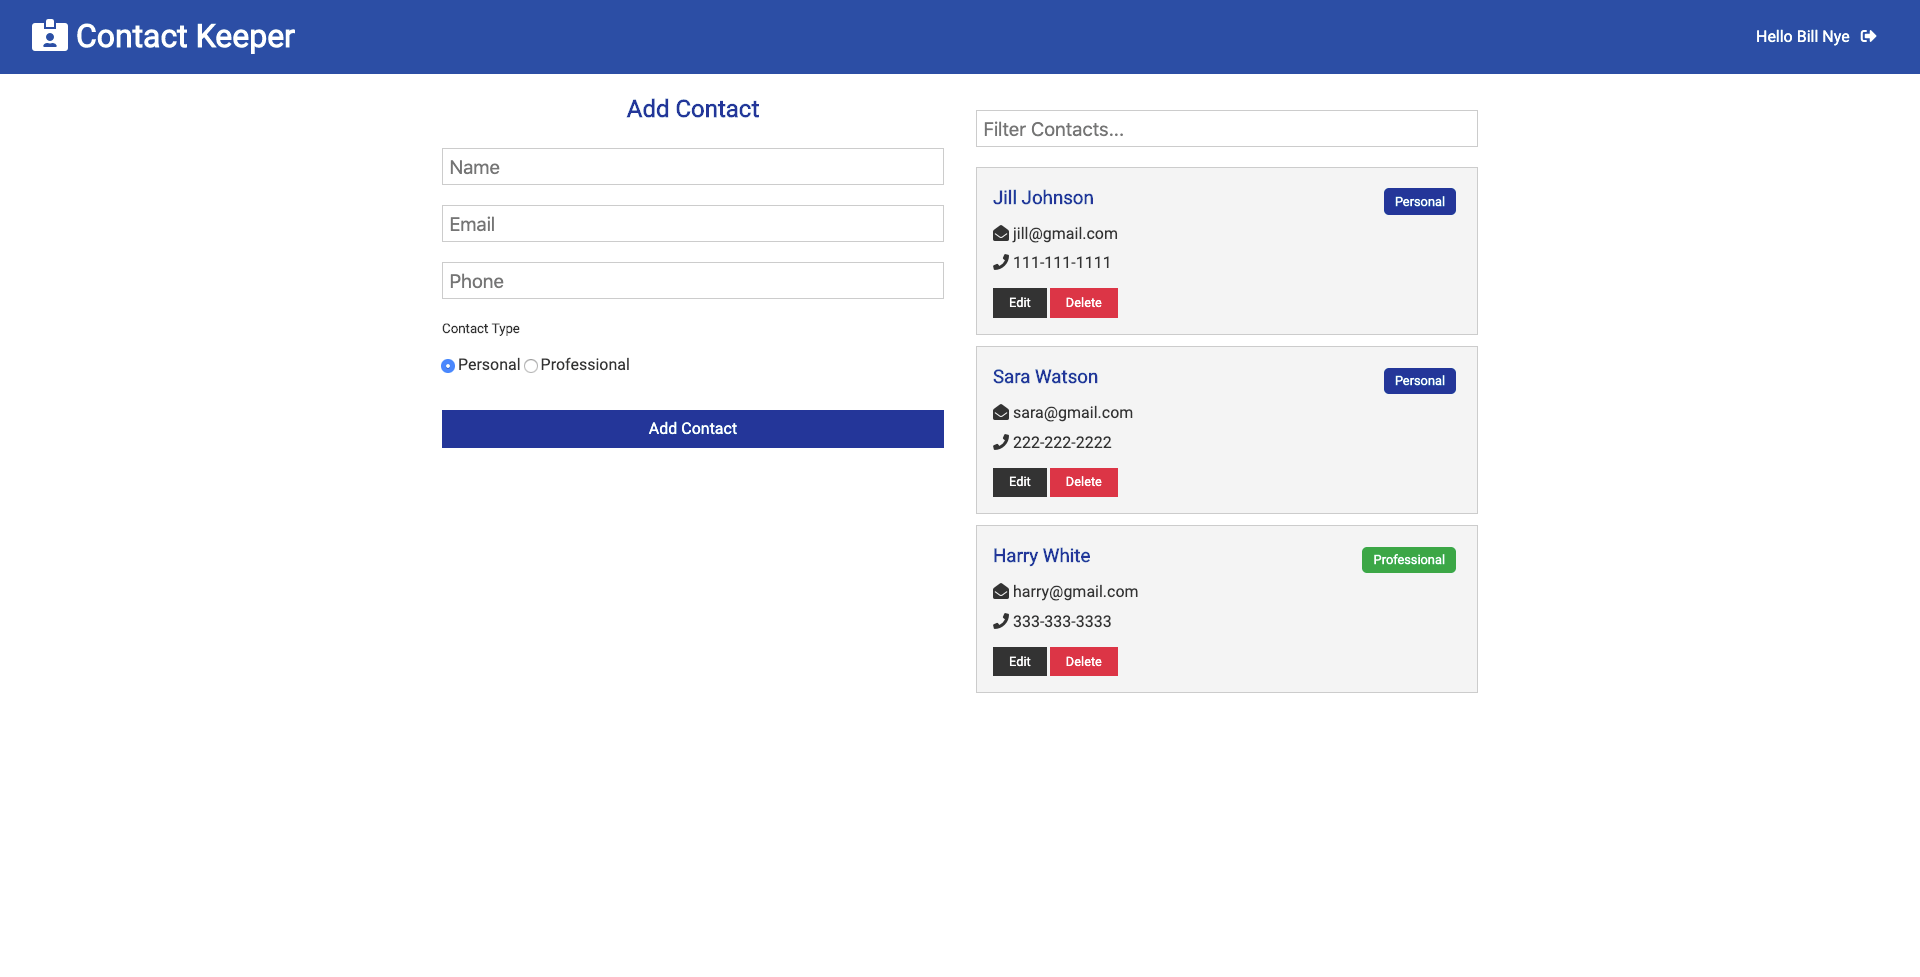 Contact Keeper
Hello Bill Nye
Add Contact
Name
Email
Phone
Contact Type
Personal Professional
Add Contact
Filter Contacts...
Jill Johnson
Personal
jill@gmail.com
111-111-1111
Edit Delete
Sara Watson
Personal
sara@gmail.com
222-222-2222
Edit Delete
Harry White
Professional
harry@gmail.com
333-333-3333
Edit Delete